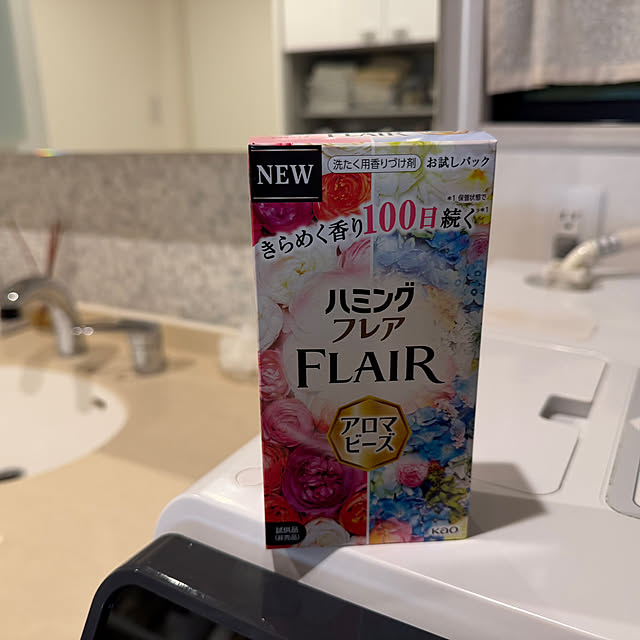 FLAIR
NEW
洗たく用香りづけ剤 お試しパック
*1 保管状態で
きらめく香り100日続く*1
ハミング
フレア
FLAIR
アロマ
ビーズ
試供品
(非売品)
Kao